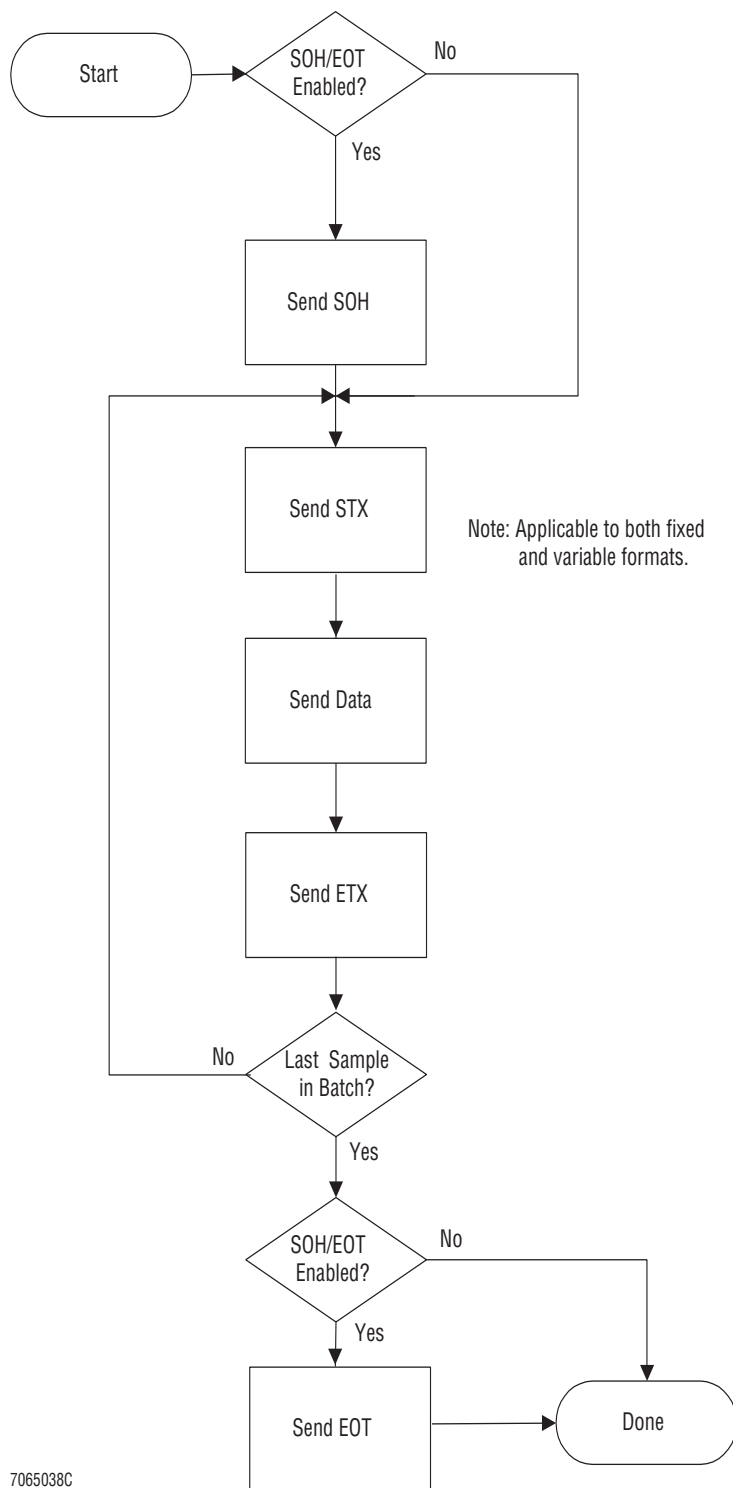 Start
SOH/EOT
Enabled?
No
Yes
Send SOH
Send STX
Note: Applicable to both fixed
and variable formats.
Send Data
Send ETX
No
Last Sample
in Batch?
Yes
SOH/EOT
Enabled?
No
Yes
Send EOT
Done
7065038C